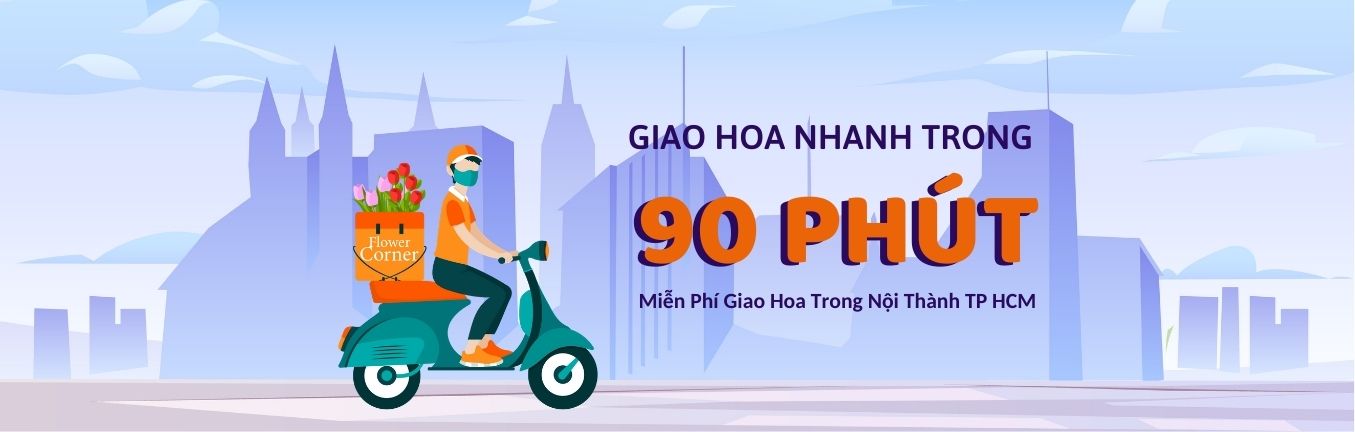 GIAO HOA NHANH TRONG
90 PHÚT
Miễn Phí Giao Hoa Trong Nội Thành TP HCM
Flower
Corner